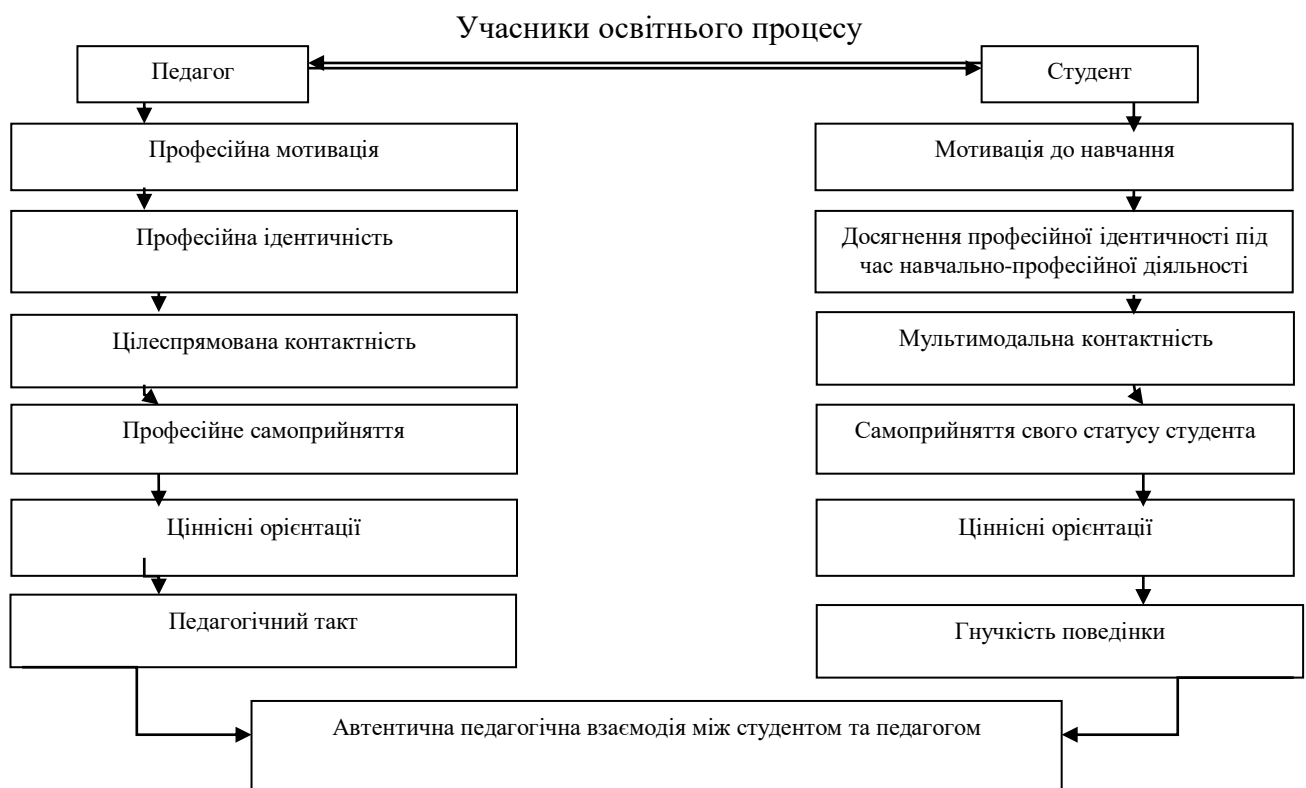 Учасники освітнього процесу
Педагог
Студент
Професійна мотивація
Мотивація до навчання
Професійна ідентичність
Досягнення професійної ідентичності під
час навчально-професійної діяльності
Цілеспрямована контактність
Мультимодальна контактність
Професійне самоприйняття
Самоприйняття свого статусу студента
Ціннісні орієнтації
Ціннісні орієнтації
Педагогічний такт
Гнучкість поведінки
Автентична педагогічна взаємодія між студентом та педагогом